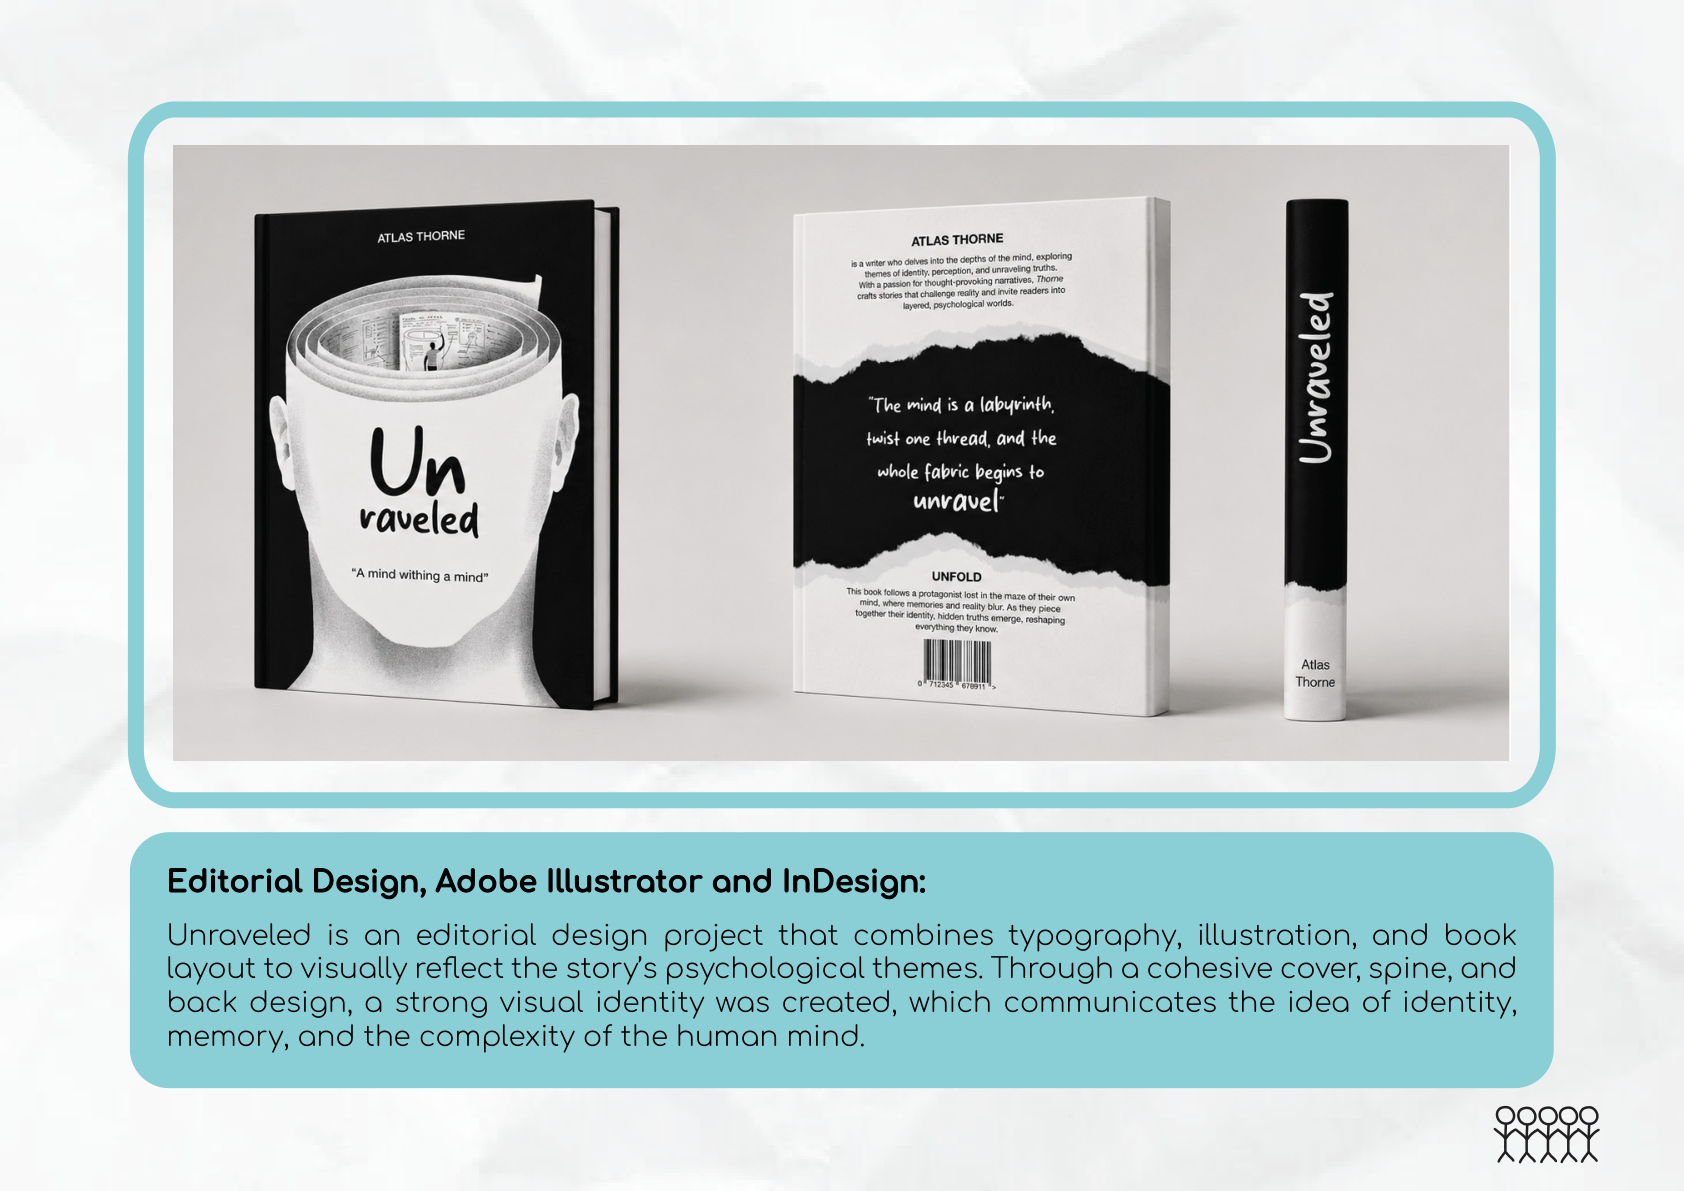 ATLAS THORNE
Un
raveled
“A mind withing a mind”
ATLAS THORNE
is a writer who delves into the depths of the mind, exploring
themes of identity, perception, and unraveling truths.
With a passion for thought-provoking narratives, Thorne
crafts stories that challenge reality and invite readers into
layered, psychological worlds.
"The mind is a labyrinth,
twist one thread, and the
whole fabric begins to
unravel"
UNFOLD
This book follows a protagonist lost in the maze of their own
mind, where memories and reality blur. As they piece
together their identity, hidden truths emerge, reshaping
everything they know.
0 712345 678911 >
Unraveled
Atlas
Thorne
Editorial Design, Adobe Illustrator and InDesign:
Unraveled is an editorial design project that combines typography, illustration, and book
layout to visually reflect the story’s psychological themes. Through a cohesive cover, spine, and
back design, a strong visual identity was created, which communicates the idea of identity,
memory, and the complexity of the human mind.